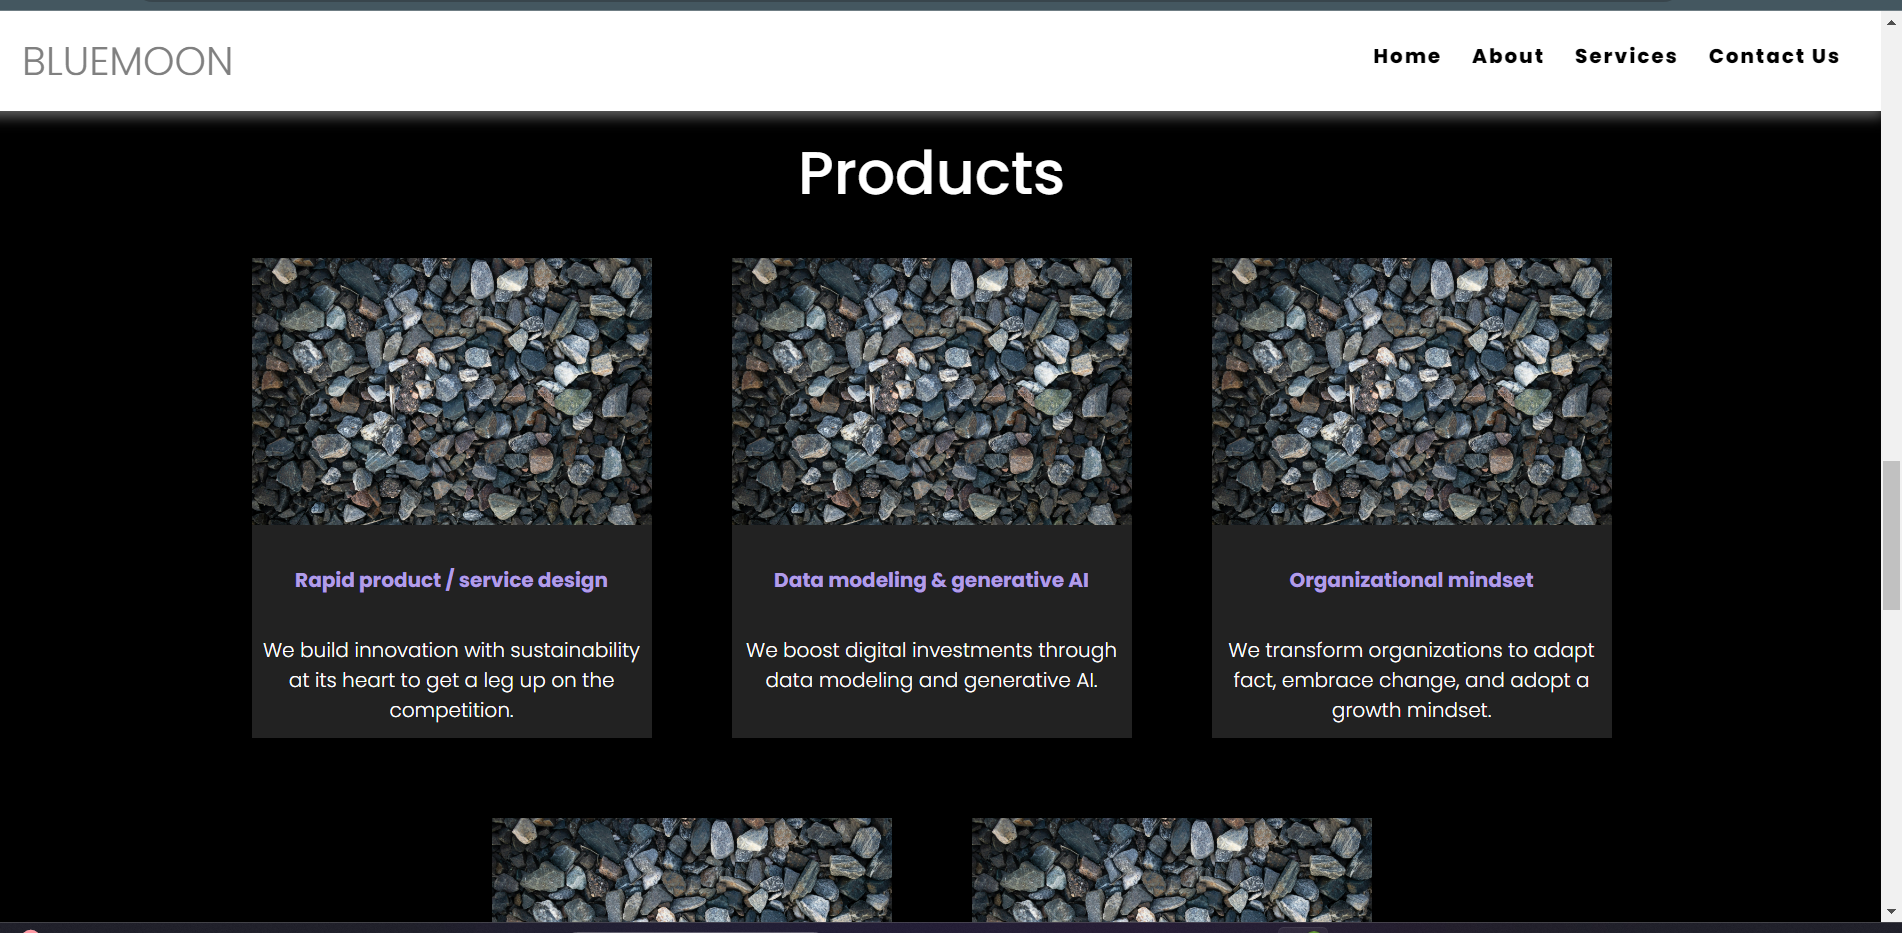 BLUEMOON
Home About Services Contact Us
Products
Rapid product / service design
We build innovation with sustainability
at its heart to get a leg up on the
competition.
Data modeling & generative AI
We boost digital investments through
data modeling and generative AI.
Organizational mindset
We transform organizations to adapt
fact, embrace change, and adopt a
growth mindset.